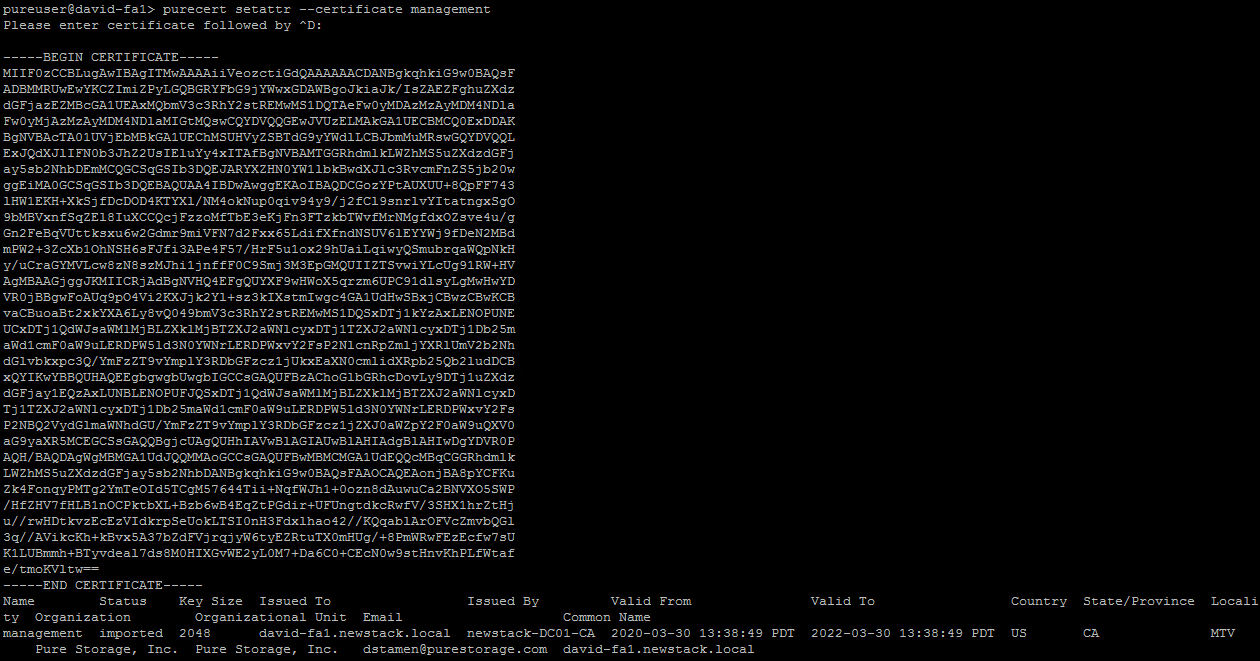 pureuser@david-fa1> purecert setattr --certificate management
Please enter certificate followed by ^D:
-----BEGIN CERTIFICATE-----
MIIF0zCCBLugAwIBAgITMwAAAAiiVeozctiGdQAAAAAACDANBgkqhkiG9w0BAQsF
ADBMMRUwEwYKCZImiZPyLGQBGRYFbG9jYWwxGDAWBgoJkiaJk/IsZAEZFghuZXdz
dGFjazEZMBcGA1UEAxMQbmV3c3RhY2stREMwMS1DQTAeFw0yMDAzMzAyMDM4NDla
Fw0yMjAzMzAyMDM4NDlaMIGtMQswCQYDVQQGEwJVUzELMAkGA1UECBMCQ0ExDDAK
BgNVBAcTA01UVjEbMBkGA1UEChMSUHVyZSBTdG9yYWdlLCBJbmMuMRswGQYDVQQL
ExJQdXJlIFN0b3JhZ2UsIEluYy4xITAfBgNVBAMTGGRhdmlkLWZhMS5uZXdzdGFj
ay5sb2NhbDEmMCQGCSqGSIb3DQEJARYXZHN0YW1lbkBwdXJlc3RvcmFnZS5jb20w
ggEiMA0GCSqGSIb3DQEBAQUAA4IBDwAwggEKAoIBAQDCGozYPtAUXUU+8QpFF743
lHW1EKH+XkSjfDcDOD4KTYXl/NM4okNup0qiv94y9/j2fCl9snrlvYItatngxSgO
9bMBVxnfSqZEl8IuXCCQcjFzzoMfTbE3eKjFn3FTzkbTWvfMrNMgfdxOZsve4u/g
Gn2FeBqVUttksxu6w2Gdmr9miVFN7d2Fxx65LdifXfndNSUV6lEYYWj9fDeN2MBd
mPW2+3ZcXb1OhNSH6sFJfi3APe4F57/HrF5u1ox29hUaiLqiwyQSmubrqaWQpNkH
y/uCraGYMVLcw8zN8szMJhi1jnffF0C9Smj3M3EpGMQUIIZTSvwiYLcUg91RW+HV
AgMBAAGjggJKMIICRjAdBgNVHQ4EFgQUYXF9wHWoX5qrzm6UPC91dlsyLgMwHwYD
VR0jBBgwFoAUq9pO4Vi2KXJjk2Yl+sz3kIXstmIwgc4GA1UdHwSBxjCBwzCBwKCB
vaCBuoaBt2xkYXA6Ly8vQ049bmV3c3RhY2stREMwMS1DQSxDTj1kYzAxLENOPUNE
UCxDTj1QdWJsaWMlMjBLZXklMjBTZXJ2aWNlcyxDTj1TZXJ2aWNlcyxDTj1Db25m
aWd1cmF0aW9uLERDPW5ld3N0YWNrLERDPWxvY2FsP2NlcnRpZmljYXRlUmV2b2Nh
dGlvbkxpc3Q/YmFzZT9vYmplY3RDbGFzcz1jUkxEaXN0cmlidXRpb25Qb2ludDCB
xQYIKwYBBQUHAQEEgbgwgbUwgbIGCCsGAQUFBzAChoGlbGRhcDovLy9DTj1uZXdz
dGFjay1EQzAxLUNBLENOPUFJQSxDTj1QdWJsaWMlMjBLZXklMjBTZXJ2aWNlcyxD
Tj1TZXJ2aWNlcyxDTj1Db25maWd1cmF0aW9uLERDPW5ld3N0YWNrLERDPWxvY2Fs
P2NBQ2VydGlmaWNhdGU/YmFzZT9vYmplY3RDbGFzcz1jZXJ0aWZpY2F0aW9uQXV0
aG9yaXR5MCEGCSsGAQQBgjcUAgQUHhIAVwBlAGIAUwBlAHIAdgBlAHIwDgYDVR0P
AQH/BAQDAgWgMBMGA1UdJQQMMAoGCCsGAQUFBwMBMCMGA1UdEQQcMBqCGGRhdmlk
LWZhMS5uZXdzdGFjay5sb2NhbDANBgkqhkiG9w0BAQsFAAOCAQEAonjBA8pYCFKu
Zk4FonqyPMTg2YmTeOId5TCgM57644Tii+NqfWJh1+0ozn8dAuwuCa2BNVXO5SWP
/HfZHV7fHLB1nOCPktbXL+Bzb6wB4EqZtPGdir+UFUngtdkcRwfV/3SHX1hrZtHj
u//rwHDtkvzEcEzVIdkrpSeUokLTSI0nH3Fdxlhao42//KQqablArOFVcZmvbQGl
3q//AVikcKh+kBvx5A37bZdFVjrqjyW6tyEZRtuTX0mHUg/+8PmWRwFEzEcfw7sU
K1LUBmmh+BTyvdeal7ds8M0HIXGvWE2yL0M7+Da6C0+CEcN0w9stHnvKhPLfWtaf
e/tmoKVltw==
-----END CERTIFICATE-----
Name Status Key Size Issued To Issued By Valid From Valid To Country State/Province Locali
ty Organization Organizational Unit Email Common Name
management imported 2048 david-fa1.newstack.local newstack-DC01-CA 2020-03-30 13:38:49 PDT 2022-03-30 13:38:49 PDT US CA MTV
Pure Storage, Inc. Pure Storage, Inc. dstamen@purestorage.com david-fa1.newstack.local